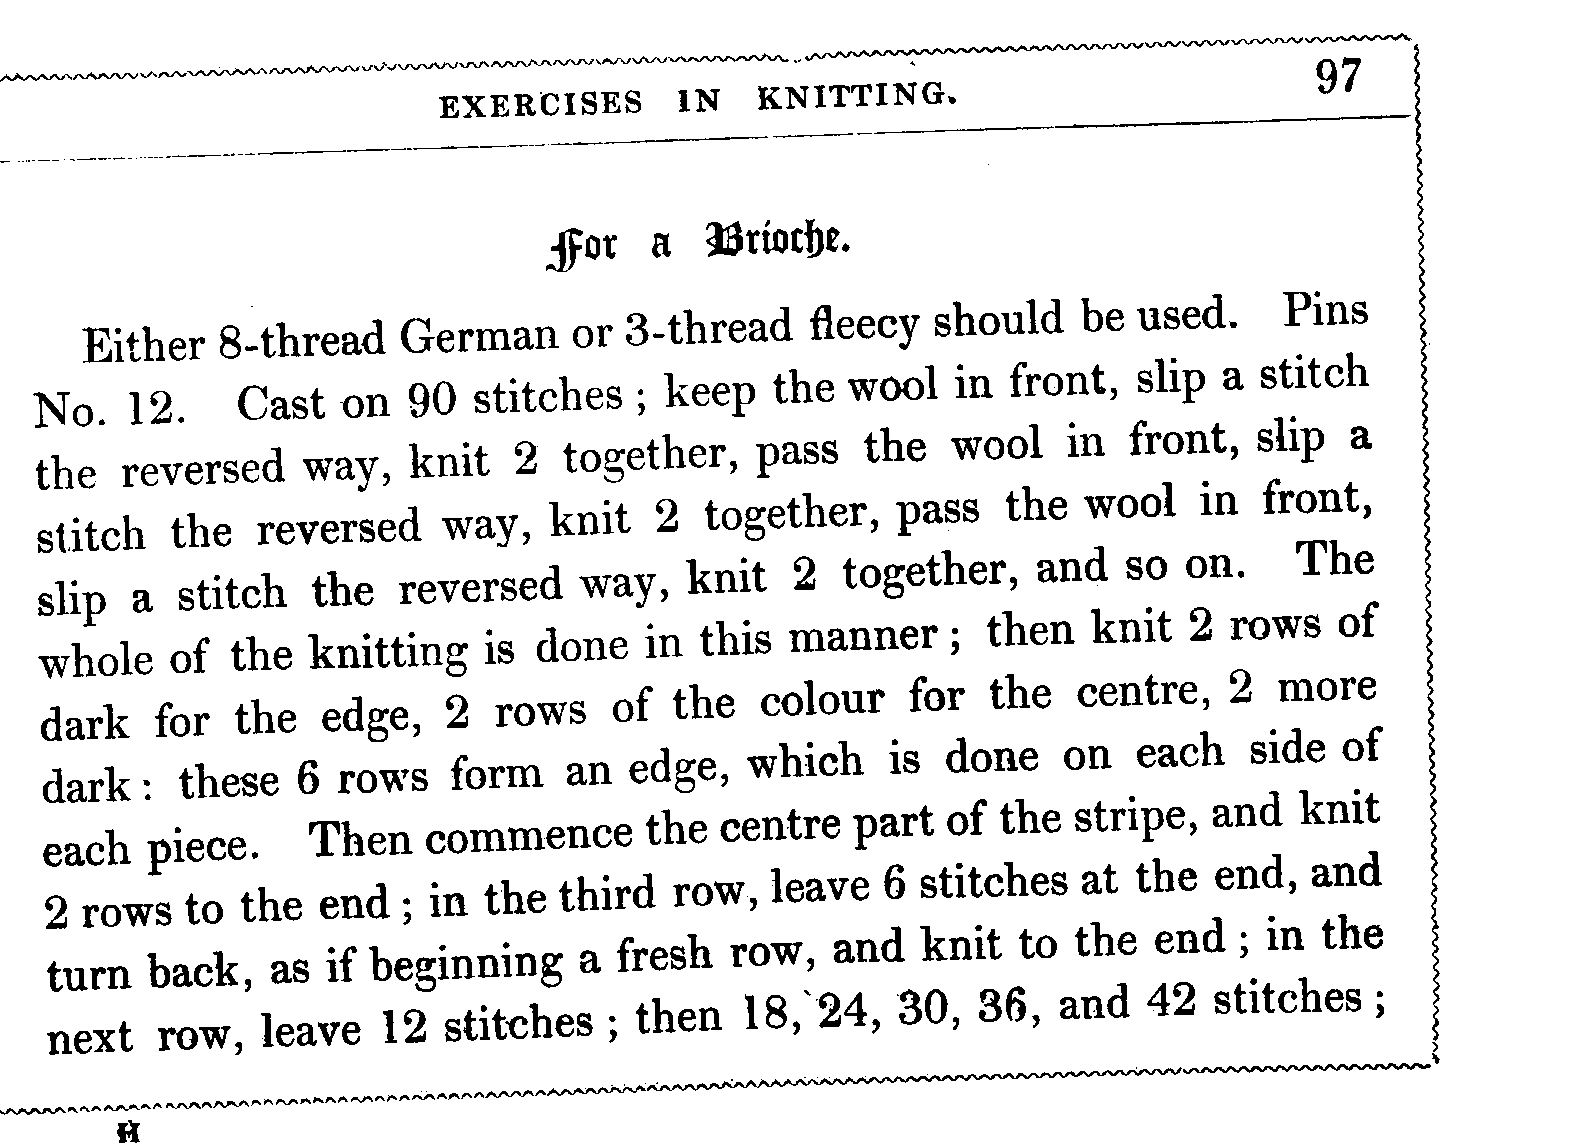 EXERCISES IN KNITTING. 97
For a Brioche.
Either 8-thread German or 3-thread fleecy should be used. Pins
No. 12. Cast on 90 stitches ; keep the wool in front, slip a stitch
the reversed way, knit 2 together, pass the wool in front, slip a
stitch the reversed way, knit 2 together, pass the wool in front,
slip a stitch the reversed way, knit 2 together, and so on. The
whole of the knitting is done in this manner ; then knit 2 rows of
dark for the edge, 2 rows of the colour for the centre, 2 more
dark : these 6 rows form an edge, which is done on each side of
each piece. Then commence the centre part of the stripe, and knit
2 rows to the end ; in the third row, leave 6 stitches at the end, and
turn back, as if beginning a fresh row, and knit to the end ; in the
next row, leave 12 stitches ; then 18, 24, 30, 36, and 42 stitches ;
H